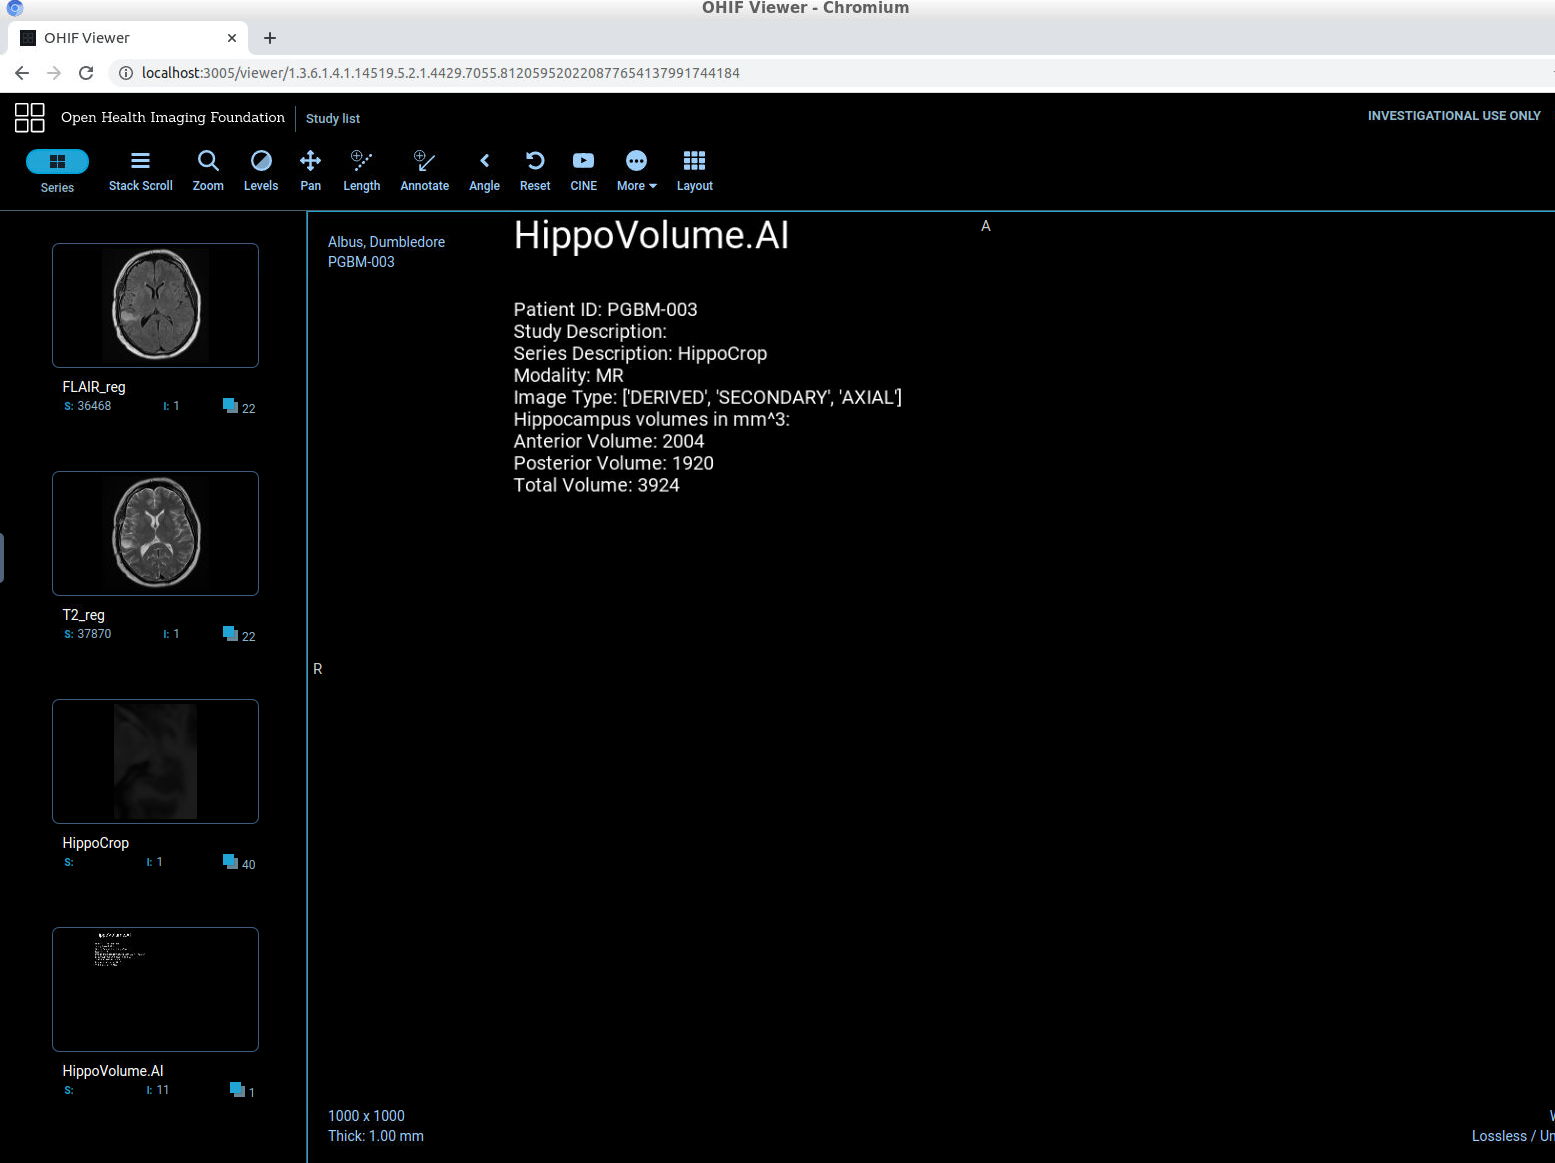 OHIF Viewer - Chromium
OHIF Viewer
localhost:3005/viewer/1.3.6.1.4.1.14519.5.2.1.4429.7055.812059520220877654137991744184
Open Health Imaging Foundation
Study list
INVESTIGATIONAL USE ONLY
Series
Stack Scroll
Zoom
Levels
Pan
Length
Annotate
Angle
Reset
CINE
More
Layout
FLAIR_reg
S: 36468 I: 1 22
T2_reg
S: 37870 I: 1 22
HippoCrop
S: I: 1 40
HippoVolume.AI
S: I: 11 1
Albus, Dumbledore
PGBM-003
HippoVolume.AI
A
Patient ID: PGBM-003
Study Description:
Series Description: HippoCrop
Modality: MR
Image Type: ['DERIVED', 'SECONDARY', 'AXIAL']
Hippocampus volumes in mm^3:
Anterior Volume: 2004
Posterior Volume: 1920
Total Volume: 3924
R
1000 x 1000
Thick: 1.00 mm
Lossless / Un